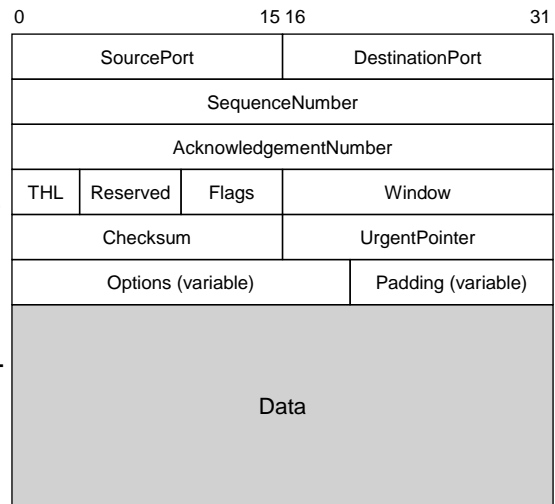 0 15 16 31
SourcePort DestinationPort
SequenceNumber
AcknowledgementNumber
THL Reserved Flags Window
Checksum UrgentPointer
Options (variable) Padding (variable)
Data